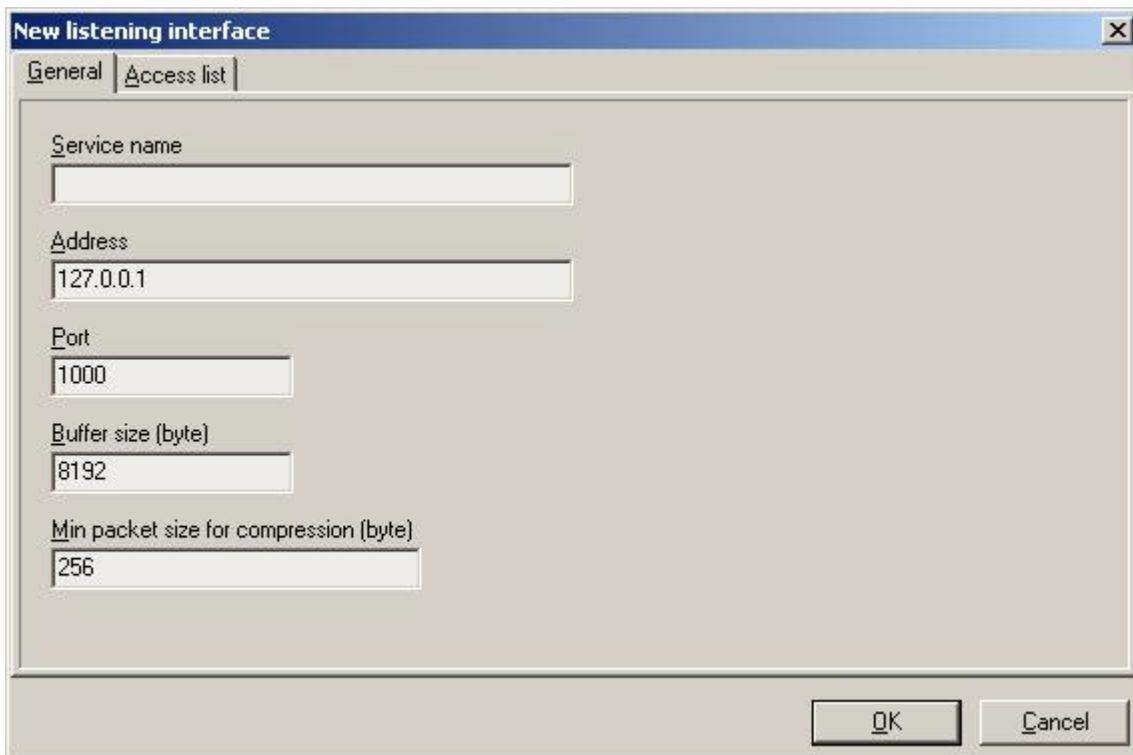 New listening interface
General Access list
Service name
Address
127.0.0.1
Port
1000
Buffer size (byte)
8192
Min packet size for compression (byte)
256
OK Cancel